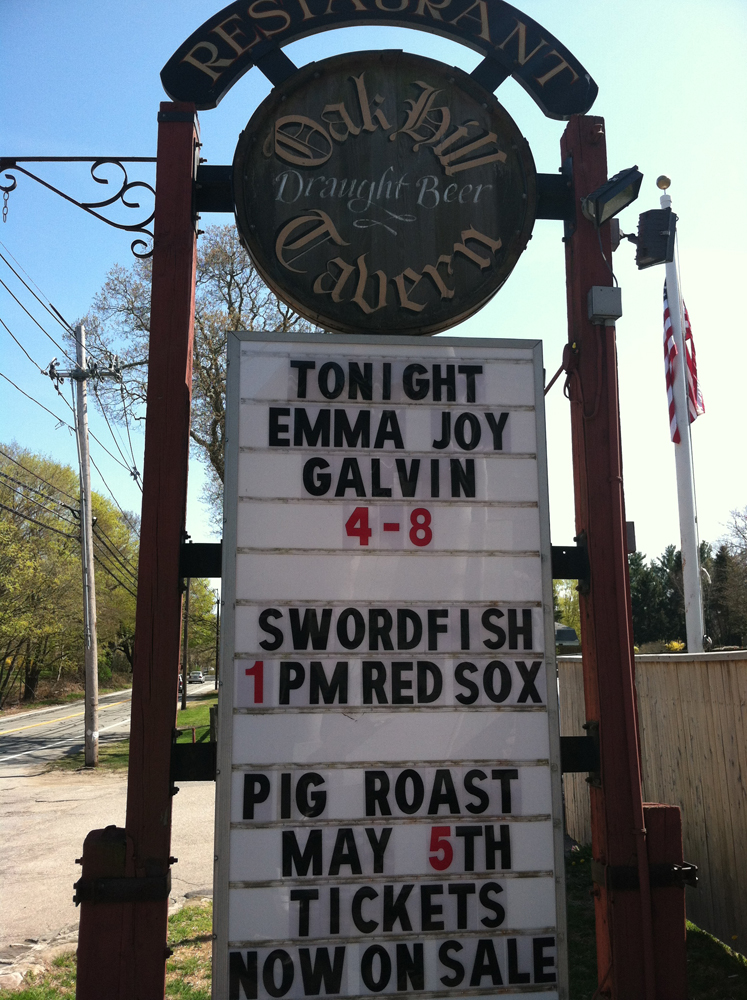 RESTAURANT
Oak Hill
Draught Beer
Tavern
TONIGHT
EMMA JOY
GALVIN
4-8
SWORDFISH
1PM RED SOX
PIG ROAST
MAY 5TH
TICKETS
NOW ON SALE